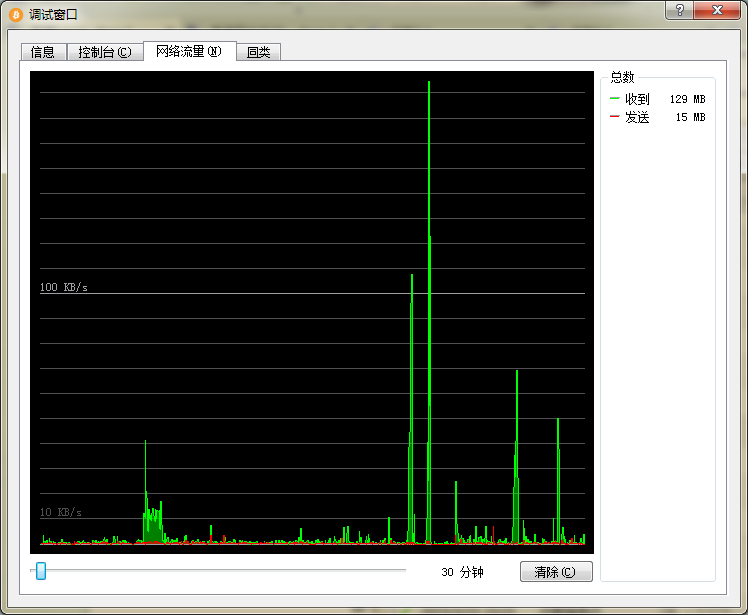 调试窗口
信息 控制台(C) 网络流量(N) 同类
总数
收到 129 MB
发送 15 MB
100 KB/s
10 KB/s
30 分钟 清除(C)